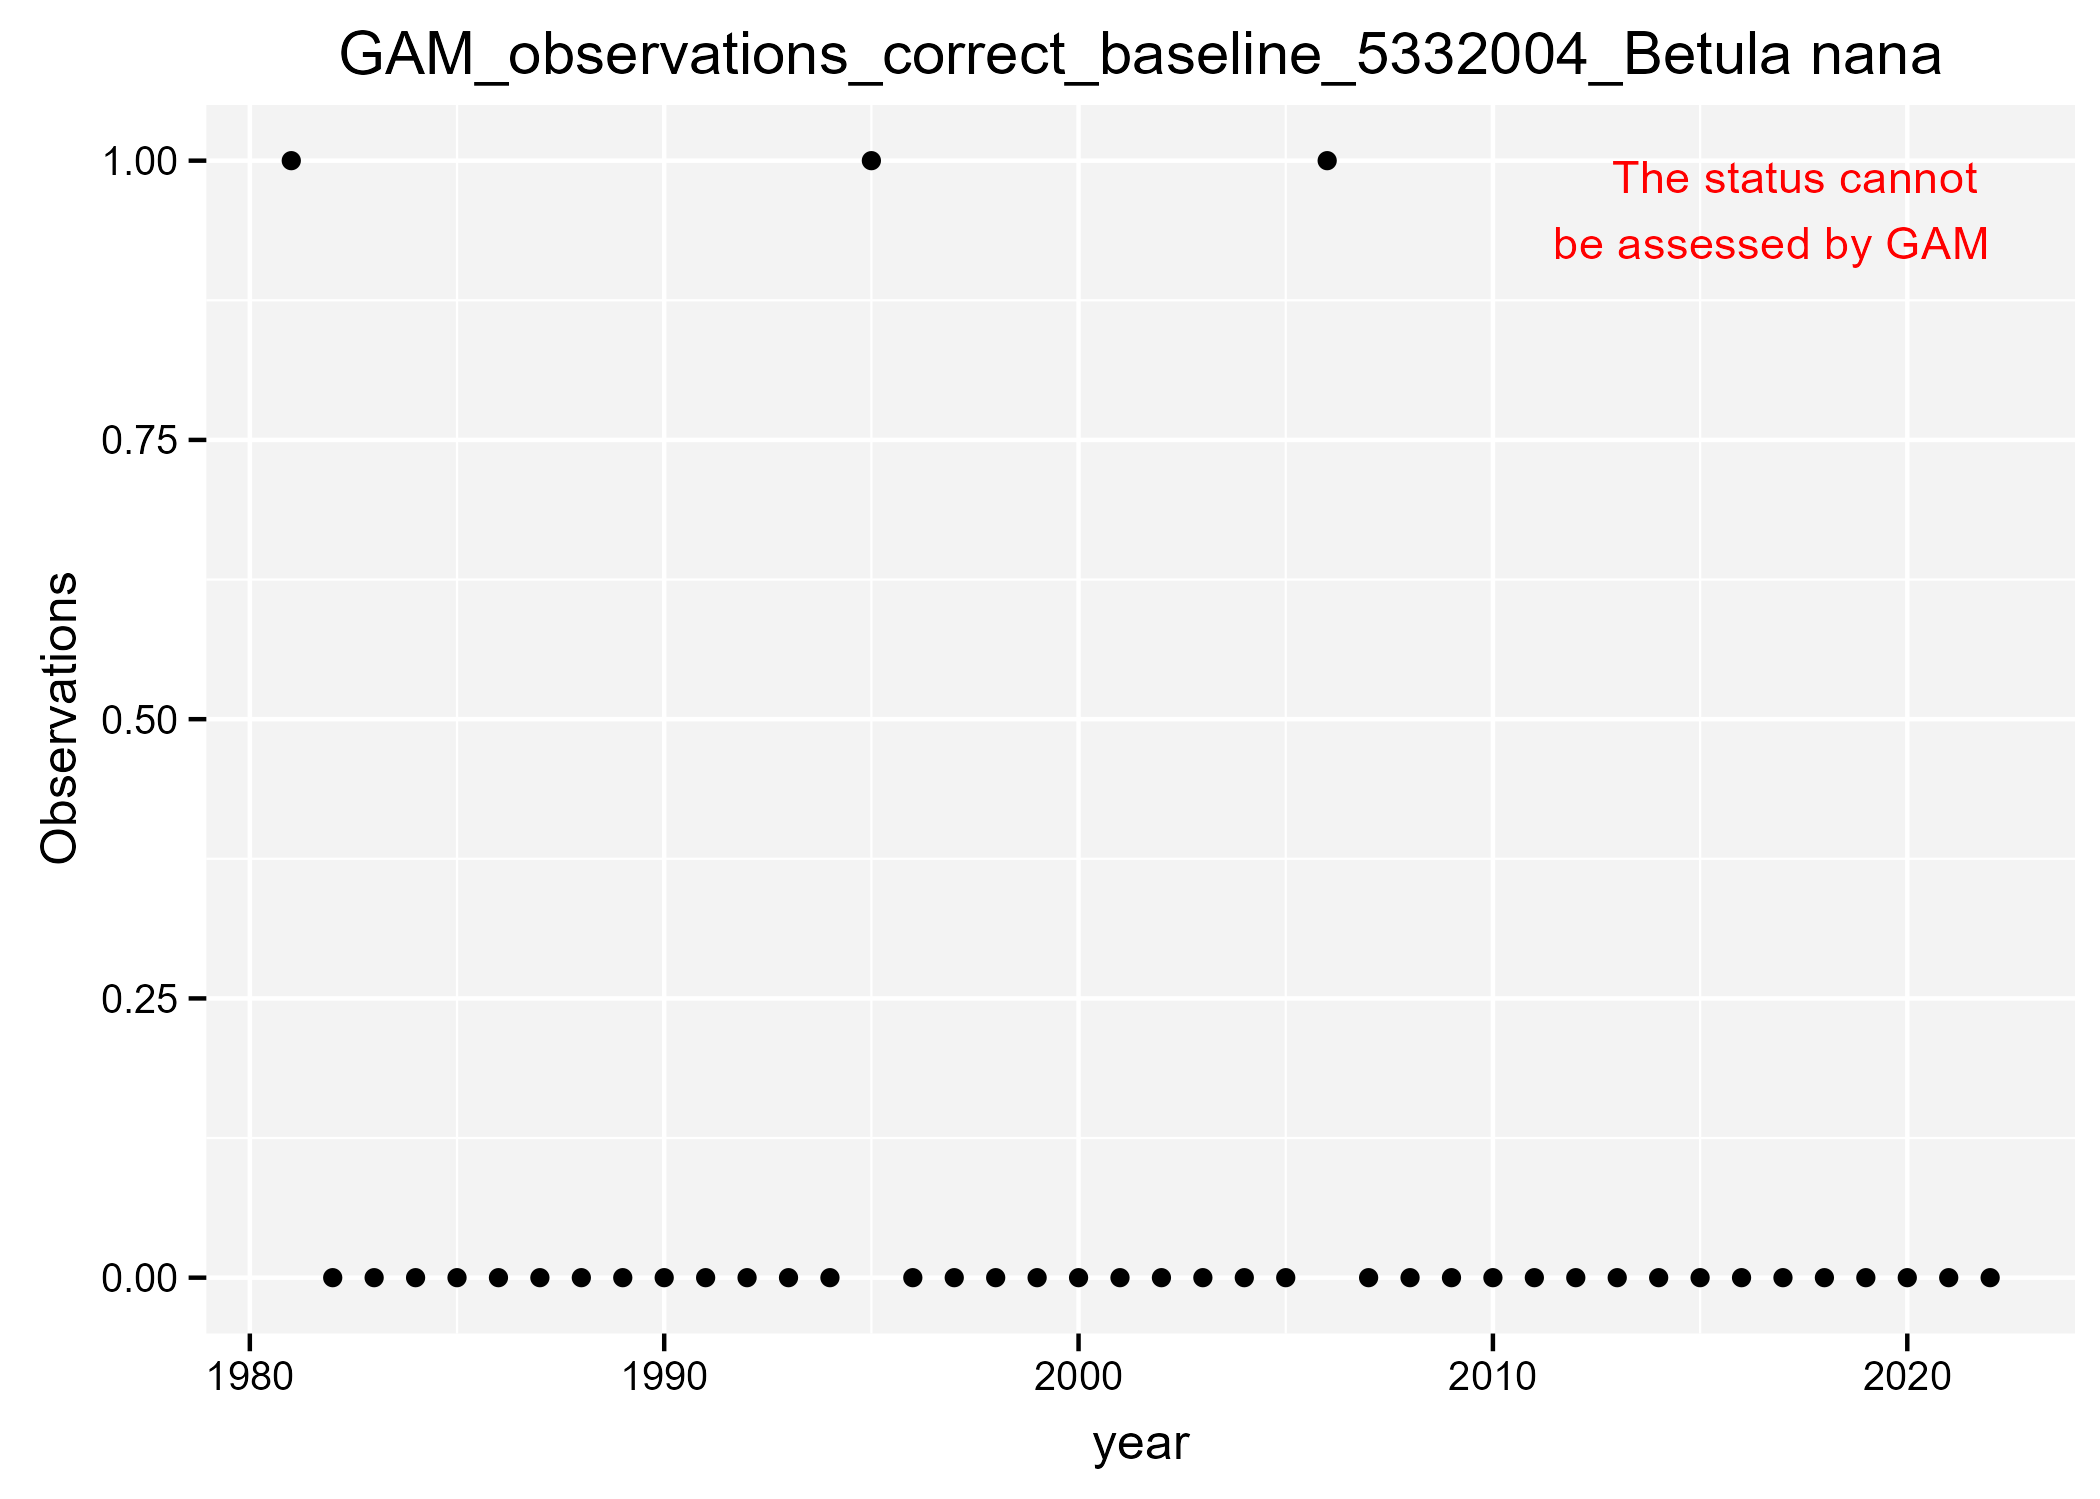 GAM_observations_correct_baseline_5332004_Betula nana
The status cannot
be assessed by GAM
Observations
1.00
0.75
0.50
0.25
0.00
1980
1990
2000
2010
2020
year